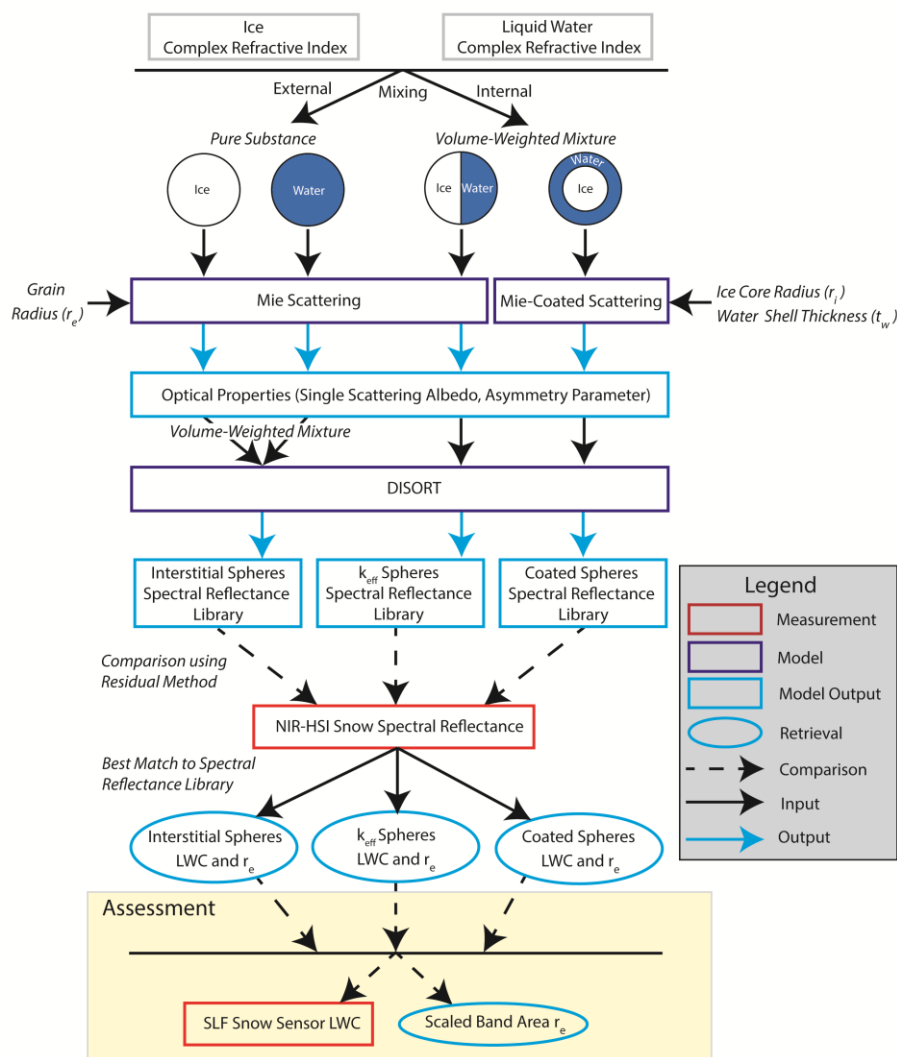 Ice
Complex Refractive Index
Liquid Water
Complex Refractive Index
External
Mixing
Internal
Pure Substance
Volume-Weighted Mixture
Ice
Water
Ice
Water
Water
Ice
Grain
Radius (re)
Mie Scattering
Mie-Coated Scattering
Ice Core Radius (ri)
Water Shell Thickness (tw)
Optical Properties (Single Scattering Albedo, Asymmetry Parameter)
Volume-Weighted Mixture
DISORT
Interstitial Spheres
Spectral Reflectance
Library
keff Spheres
Spectral Reflectance
Library
Coated Spheres
Spectral Reflectance
Library
Comparison using
Residual Method
NIR-HSI Snow Spectral Reflectance
Best Match to Spectral
Reflectance Library
Interstitial Spheres
LWC and re
keff Spheres
LWC and re
Coated Spheres
LWC and re
Assessment
SLF Snow Sensor LWC
Scaled Band Area re
Legend
Measurement
Model
Model Output
Retrieval
Comparison
Input
Output